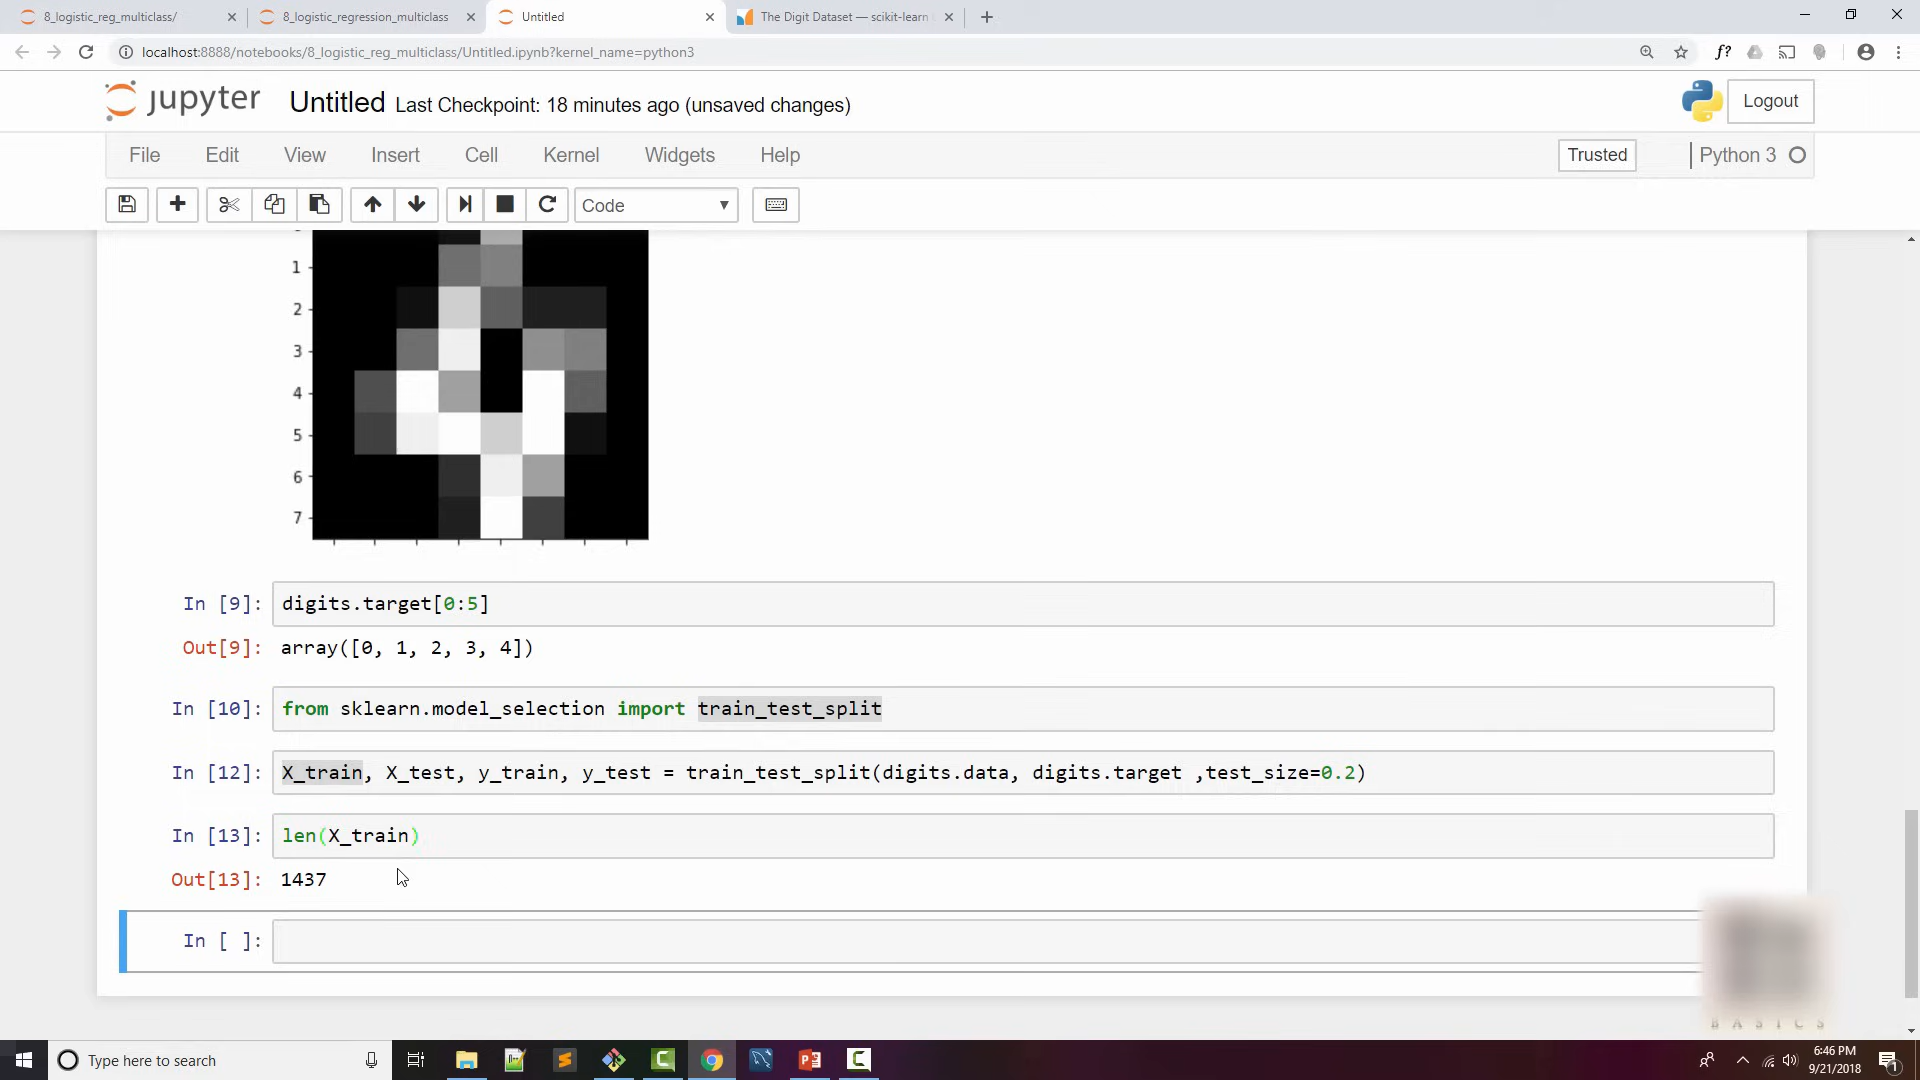 8_logistic_reg_multiclass/
8_logistic_regression_multiclass
Untitled
The Digit Dataset — scikit-learn
localhost:8888/notebooks/8_logistic_reg_multiclass/Untitled.ipynb?kernel_name=python3
f?
jupyter Untitled Last Checkpoint: 18 minutes ago (unsaved changes)
Logout
File Edit View Insert Cell Kernel Widgets Help
Trusted
Python 3
Code
1
2
3
4
5
6
7
In [9]: digits.target[0:5]
Out[9]: array([0, 1, 2, 3, 4])
In [10]: from sklearn.model_selection import train_test_split
In [12]: X_train, X_test, y_train, y_test = train_test_split(digits.data, digits.target ,test_size=0.2)
In [13]: len(X_train)
Out[13]: 1437
In [ ]:
BASICS
Type here to search
6:46 PM
9/21/2018
1